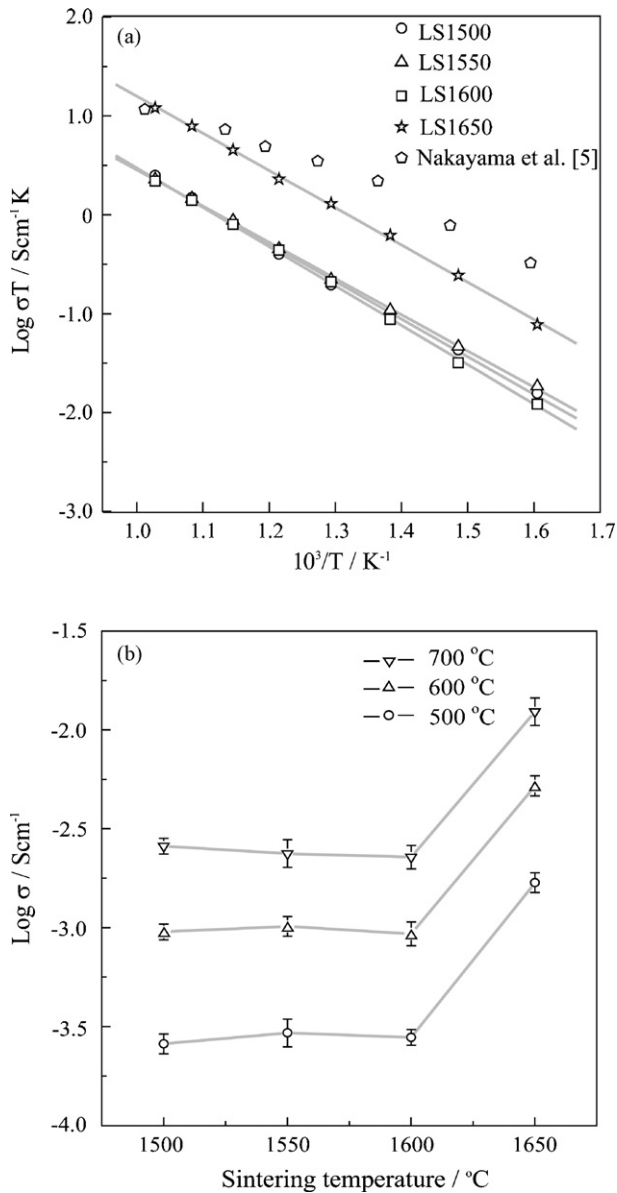 (a)
LS1500
LS1550
LS1600
LS1650
Nakayama et al. [5]
2.0
1.0
0
-1.0
-2.0
-3.0
Log σT / Scm⁻¹ K
1.0 1.1 1.2 1.3 1.4 1.5 1.6 1.7
10³/T / K⁻¹
(b)
700 °C
600 °C
500 °C
-1.5
-2.0
-2.5
-3.0
-3.5
-4.0
Log σ / Scm⁻¹
1500 1550 1600 1650
Sintering temperature / °C